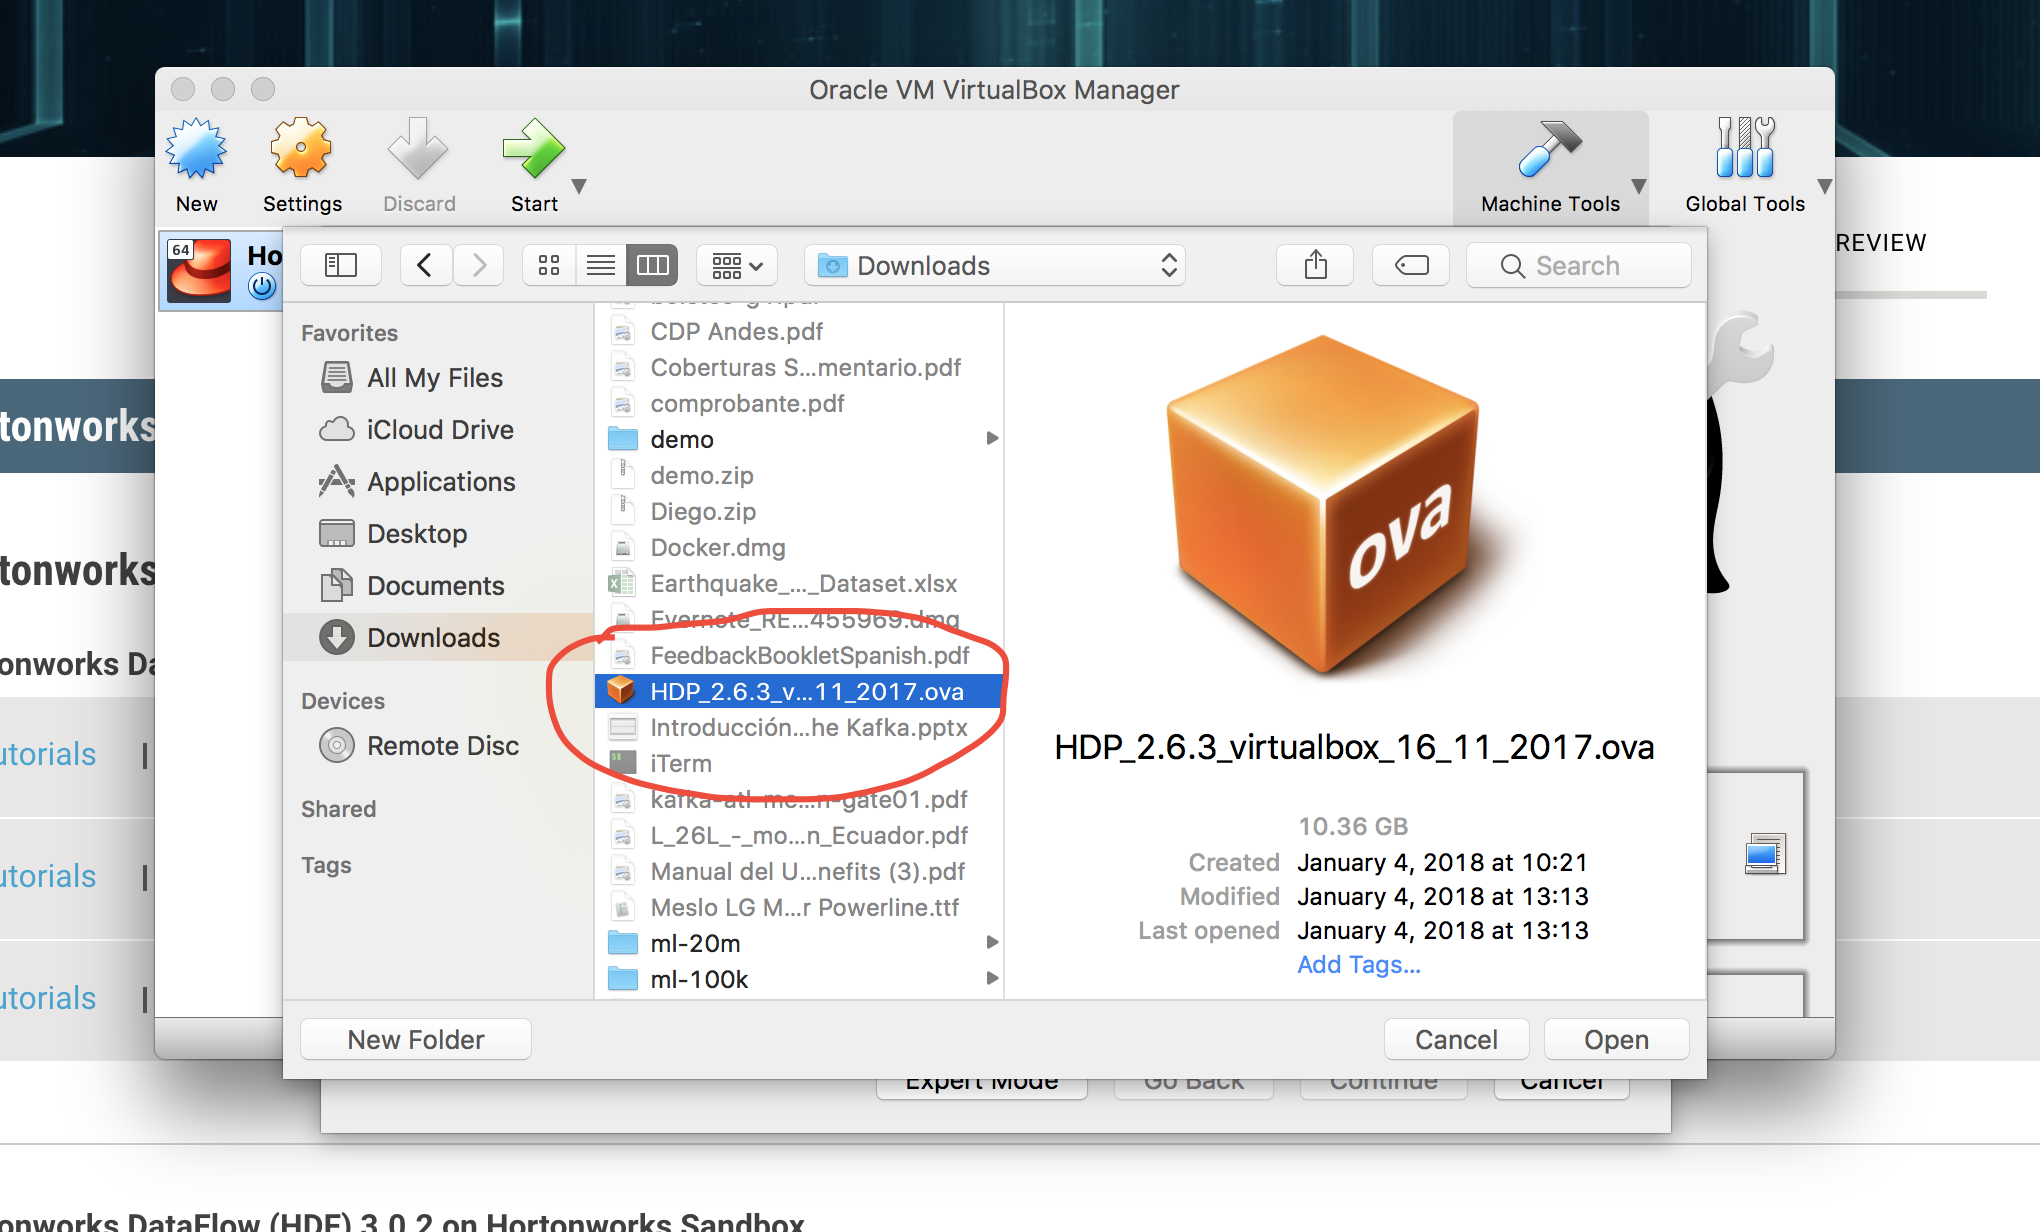 Oracle VM VirtualBox Manager
New
Settings
Discard
Start
Machine Tools
Global Tools
64
Ho
Downloads
Search
REVIEW
Favorites
All My Files
iCloud Drive
Applications
Desktop
Documents
Downloads
Devices
Remote Disc
Shared
Tags
CDP Andes.pdf
Coberturas S...mentario.pdf
comprobante.pdf
demo
demo.zip
Diego.zip
Docker.dmg
Earthquake_..._Dataset.xlsx
Evernote_RE...455969.dmg
FeedbackBookletSpanish.pdf
HDP_2.6.3_v...11_2017.ova
Introducción...he Kafka.pptx
iTerm
kafka-atl-me...n-gate01.pdf
L_26L_-_mo...n_Ecuador.pdf
Manual del U...nefits (3).pdf
Meslo LG M...r Powerline.ttf
ml-20m
ml-100k
ova
HDP_2.6.3_virtualbox_16_11_2017.ova
10.36 GB
Created January 4, 2018 at 10:21
Modified January 4, 2018 at 13:13
Last opened January 4, 2018 at 13:13
Add Tags...
New Folder
Cancel
Open
Expert Mode
Go Back
Continue
Cancel
tonworks
tonworks
onworks Da
utorials |
utorials |
utorials |
onworks DataFlow (HDF) 3.0.2 on Hortonworks Sandbox